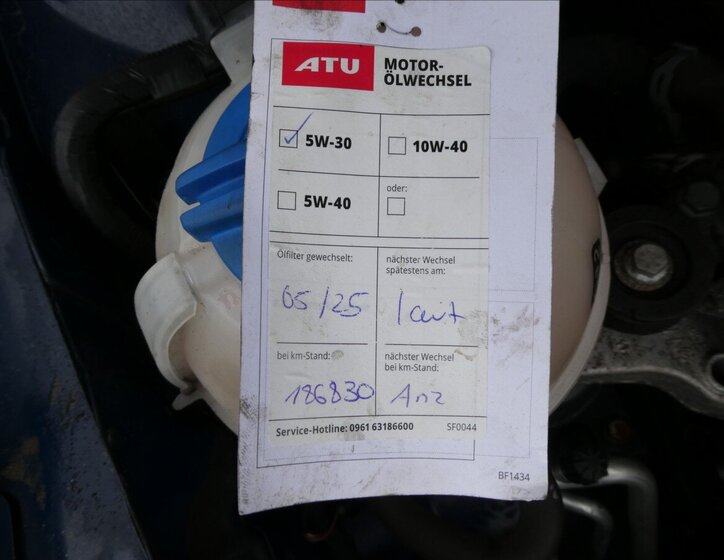 ATU
MOTOR-
ÖLWECHSEL
5W-30
10W-40
5W-40
oder:
Ölfilter gewechselt:
nächster Wechsel
spätestens am:
05/25
laut
bei km-Stand:
nächster Wechsel
bei km-Stand:
186830
Anz
Service-Hotline: 0961 63186600
SF0044
BF1434